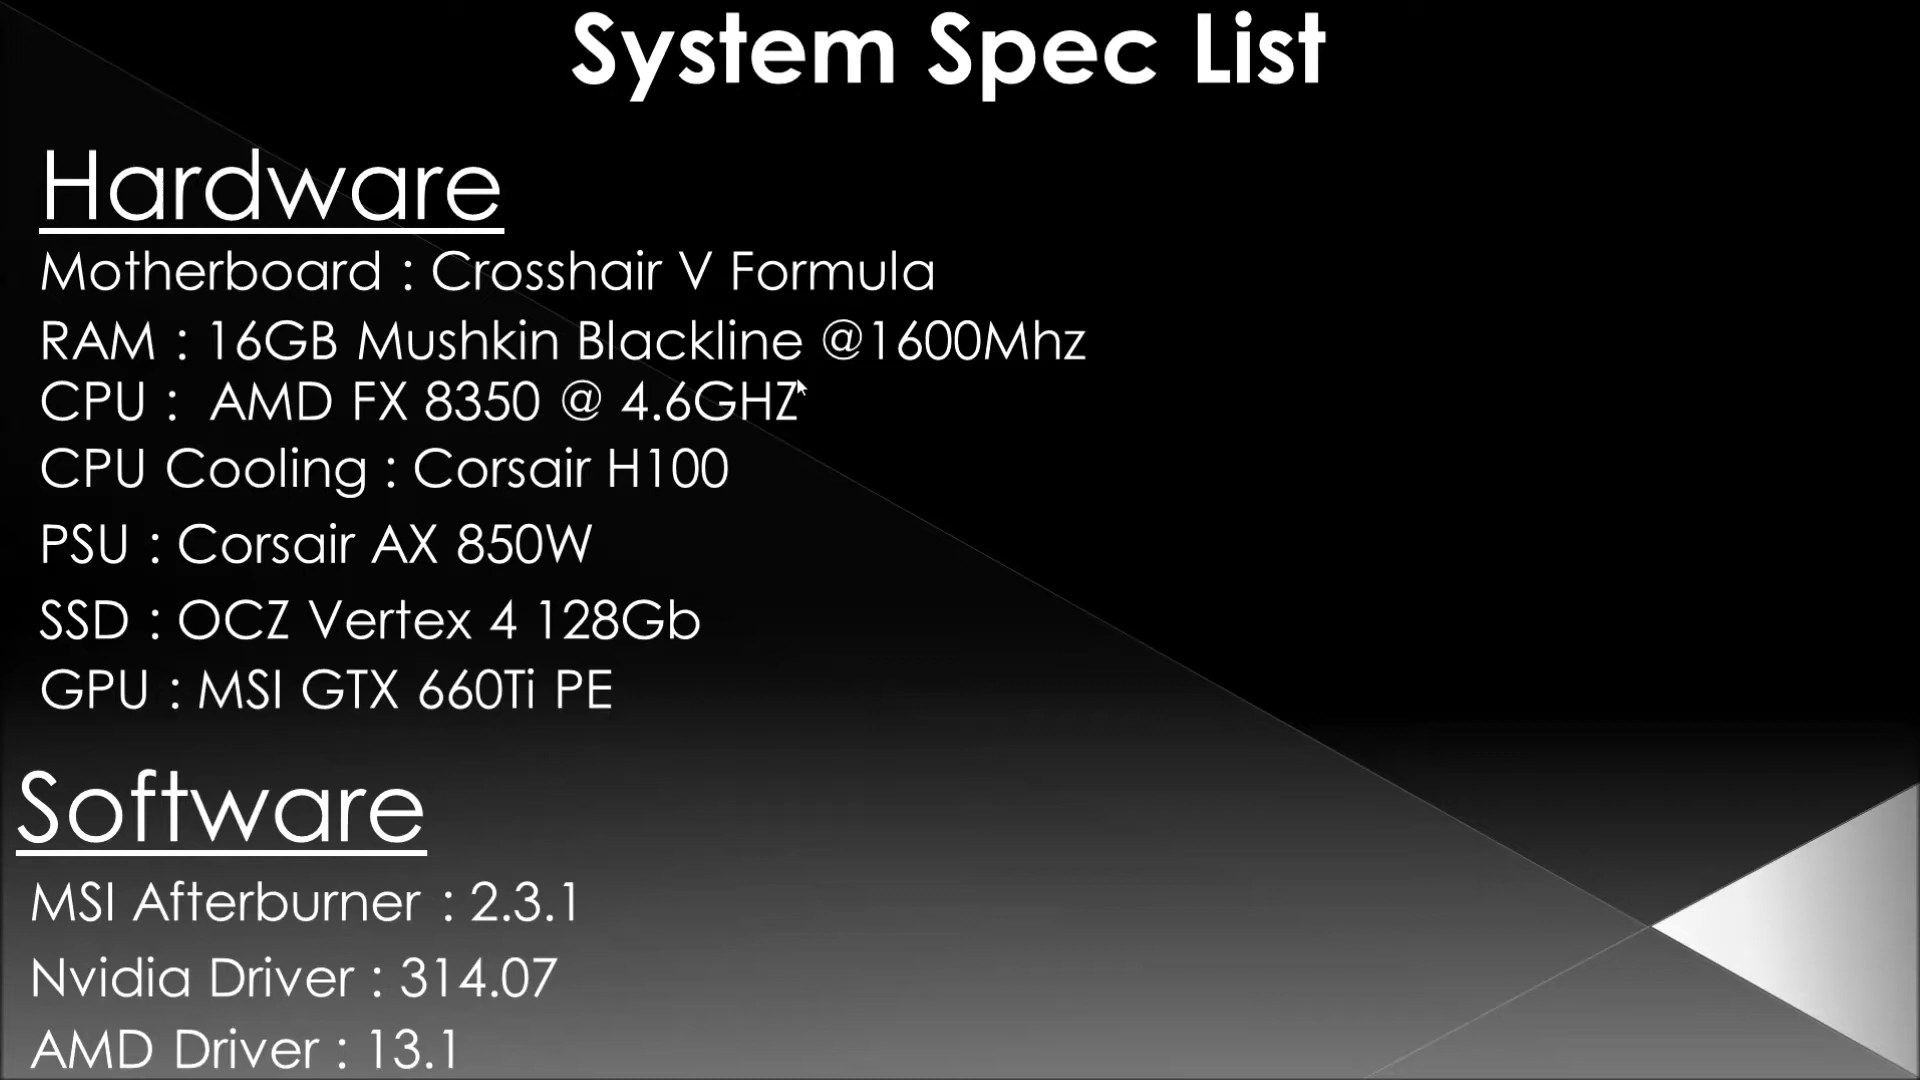 System Spec List
Hardware
Motherboard : Crosshair V Formula
RAM : 16GB Mushkin Blackline @1600Mhz
CPU :  AMD FX 8350 @ 4.6GHZ
CPU Cooling : Corsair H100
PSU : Corsair AX 850W
SSD : OCZ Vertex 4 128Gb
GPU : MSI GTX 660Ti PE
Software
MSI Afterburner : 2.3.1
Nvidia Driver : 314.07
AMD Driver : 13.1